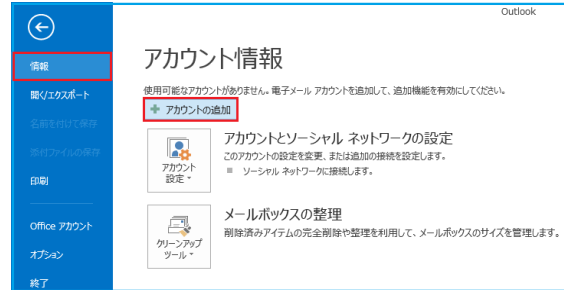 Outlook
情報
開く/エクスポート
名前を付けて保存
添付ファイルの保存
印刷
Office アカウント
オプション
終了
アカウント情報
使用可能なアカウントがありません。電子メール アカウントを追加して、追加機能を有効にしてください。
アカウントの追加
アカウント
設定
アカウントとソーシャル ネットワークの設定
このアカウントの設定を変更、または追加の接続を設定します。
ソーシャル ネットワークに接続します。
クリーンアップ
ツール
メールボックスの整理
削除済みアイテムの完全削除や整理を利用して、メールボックスのサイズを管理します。